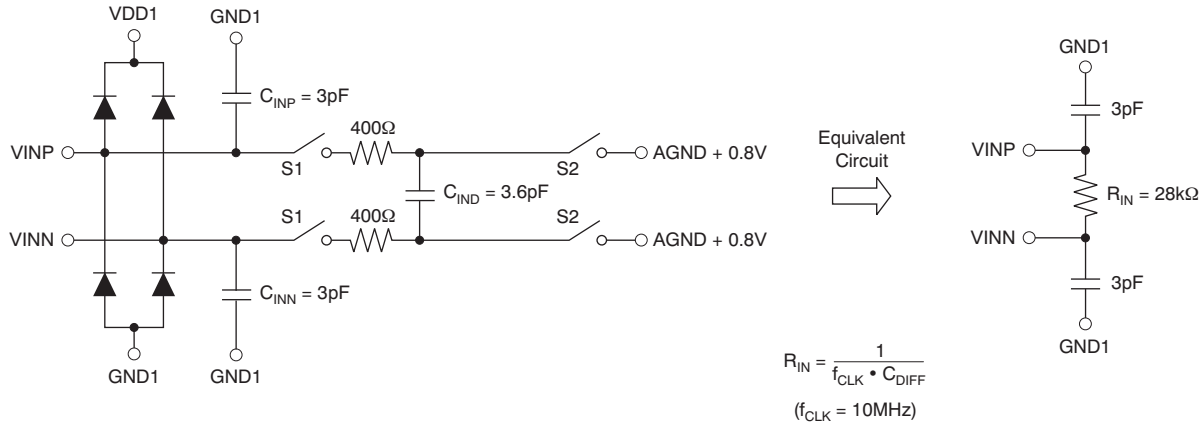 VDD1
GND1
GND1
C_INP = 3pF
3pF
400Ω
VINP
S1
S2
AGND + 0.8V
Equivalent
Circuit
VINP
C_IND = 3.6pF
R_IN = 28kΩ
S1
400Ω
S2
VINN
AGND + 0.8V
VINN
C_INN = 3pF
3pF
GND1
GND1
GND1
R_IN = 1 / f_CLK • C_DIFF
(f_CLK = 10MHz)